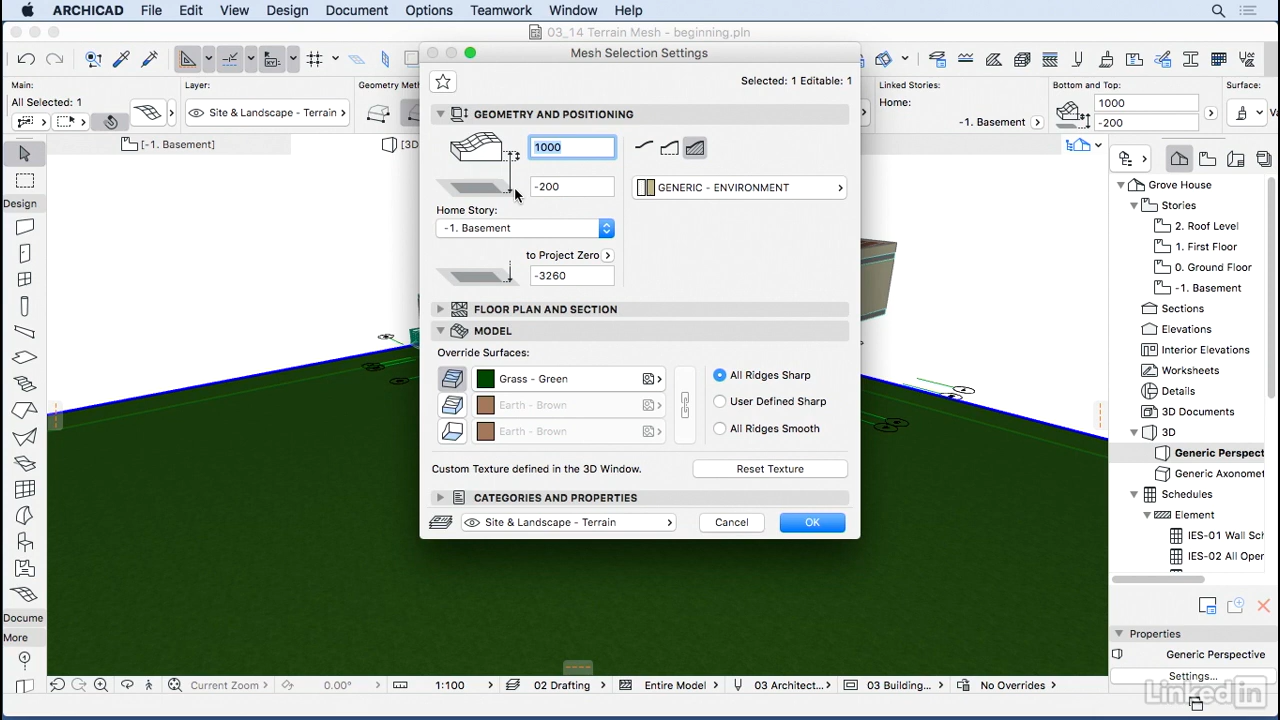 ARCHICAD File Edit View Design Document Options Teamwork Window Help
03_14 Terrain Mesh - beginning.pln
Mesh Selection Settings
Main:
All Selected: 1
Layer:
Site & Landscape - Terrain
Geometry Method
Linked Stories:
Home:
-1. Basement
Bottom and Top:
1000
-200
Surface:
[-1. Basement]
[3D
Selected: 1 Editable: 1
GEOMETRY AND POSITIONING
1000
-200
GENERIC - ENVIRONMENT
Home Story:
-1. Basement
to Project Zero
-3260
FLOOR PLAN AND SECTION
MODEL
Override Surfaces:
Grass - Green
Earth - Brown
Earth - Brown
All Ridges Sharp
User Defined Sharp
All Ridges Smooth
Custom Texture defined in the 3D Window.
Reset Texture
CATEGORIES AND PROPERTIES
Site & Landscape - Terrain
Cancel
OK
Design
Docume
More
Grove House
Stories
2. Roof Level
1. First Floor
0. Ground Floor
-1. Basement
Sections
Elevations
Interior Elevations
Worksheets
Details
3D Documents
3D
Generic Perspect
Generic Axonomet
Schedules
Element
IES-01 Wall Sch
IES-02 All Open
Properties
Generic Perspective
Settings...
Current Zoom
0.00°
1:100
02 Drafting
Entire Model
03 Architect...
03 Building...
No Overrides
LinkedIn